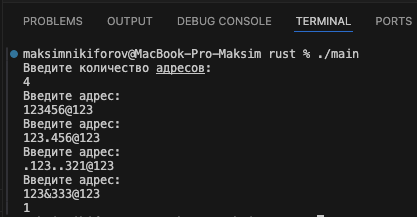 PROBLEMS OUTPUT DEBUG CONSOLE TERMINAL PORTS
maksimnikiforov@MacBook-Pro-Maksim rust % ./main
Введите количество адресов:
4
Введите адрес:
123456@123
Введите адрес:
123.456@123
Введите адрес:
.123..321@123
Введите адрес:
123&333@123
1